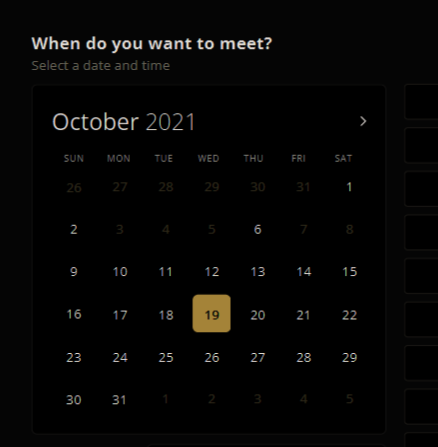 When do you want to meet?
Select a date and time
October 2021
SUN MON TUE WED THU FRI SAT
26 27 28 29 30 31 1
2 3 4 5 6 7 8
9 10 11 12 13 14 15
16 17 18 19 20 21 22
23 24 25 26 27 28 29
30 31 1 2 3 4 5